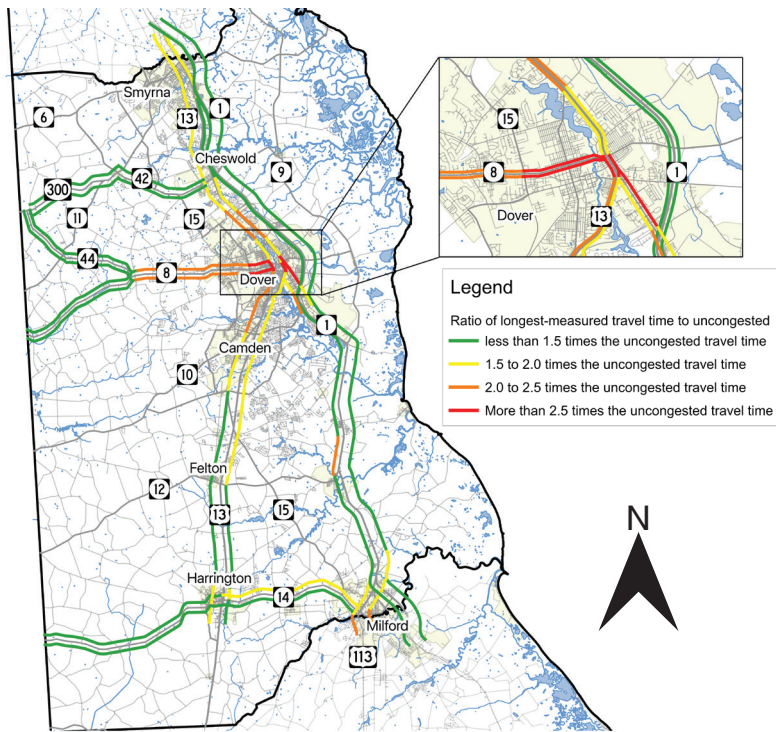 Smyrna
6
13
1
Cheswold
9
42
300
11
15
44
8
Dover
1
Camden
10
Felton
12
13
15
Harrington
14
Milford
113
15
8
1
13
Dover
Legend
Ratio of longest-measured travel time to uncongested
less than 1.5 times the uncongested travel time
1.5 to 2.0 times the uncongested travel time
2.0 to 2.5 times the uncongested travel time
More than 2.5 times the uncongested travel time
N